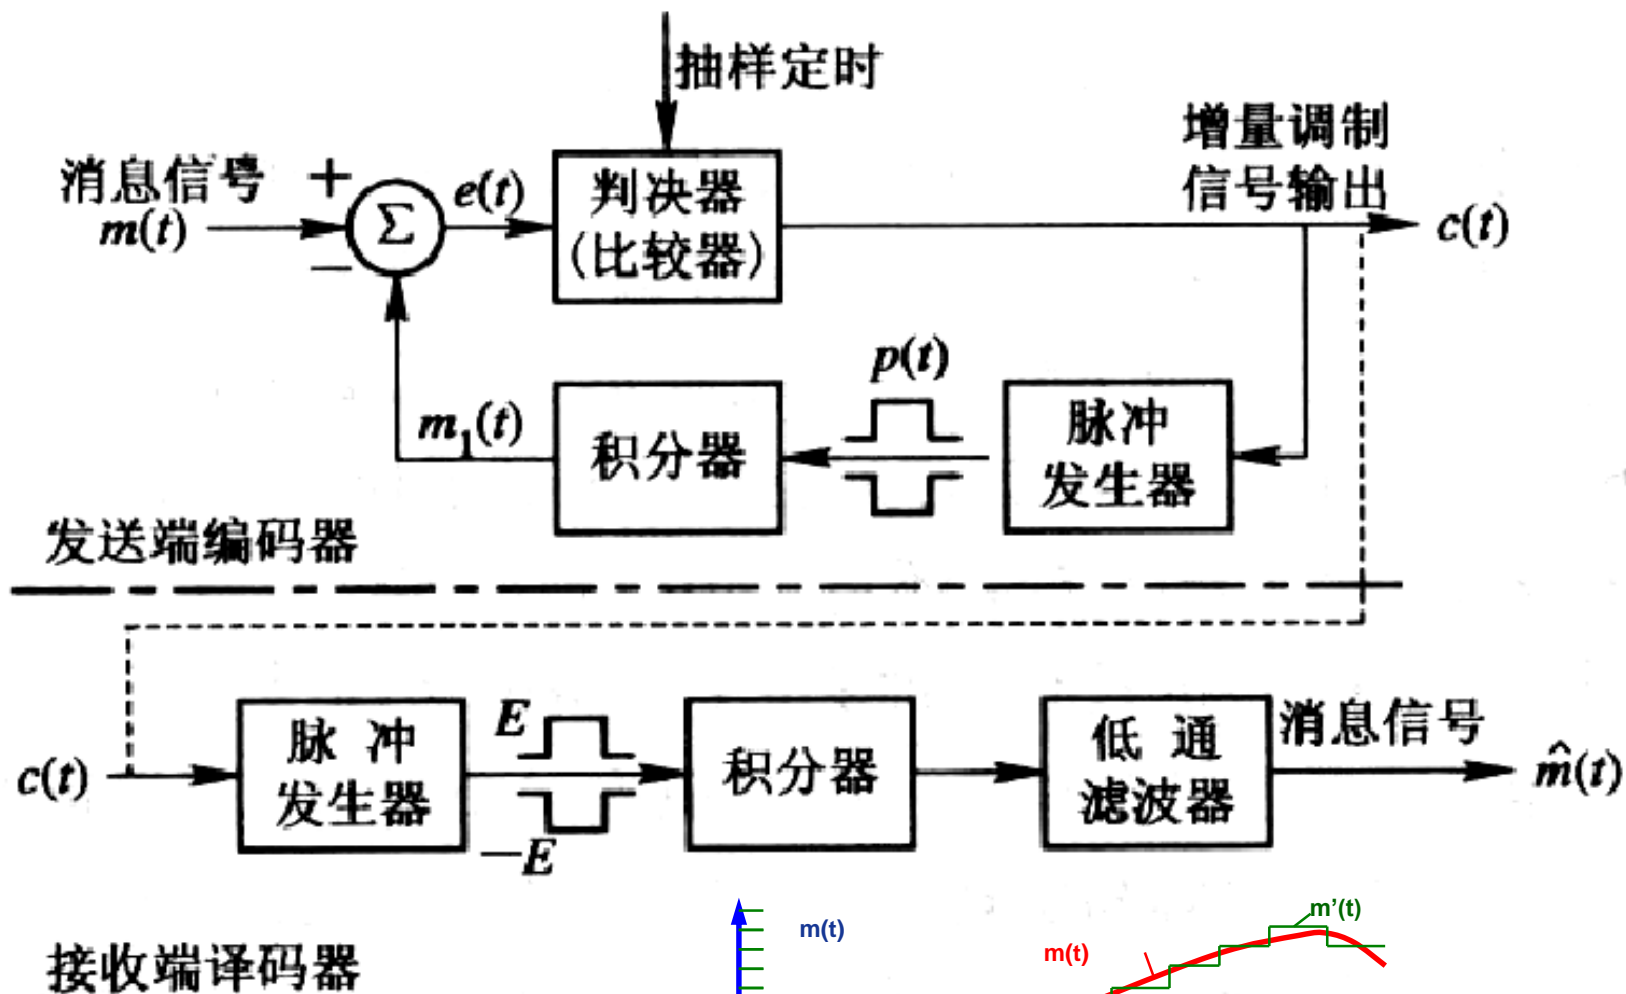 抽样定时
增量调制
信号输出
消息信号
m(t)
+
−
Σ
e(t)
判决器
(比较器)
c(t)
p(t)
m₁(t)
积分器
脉冲
发生器
发送端编码器
c(t)
脉 冲
发生器
E
−E
积分器
低 通
滤波器
消息信号
m̂(t)
接收端译码器
m(t)
m(t)
m’(t)